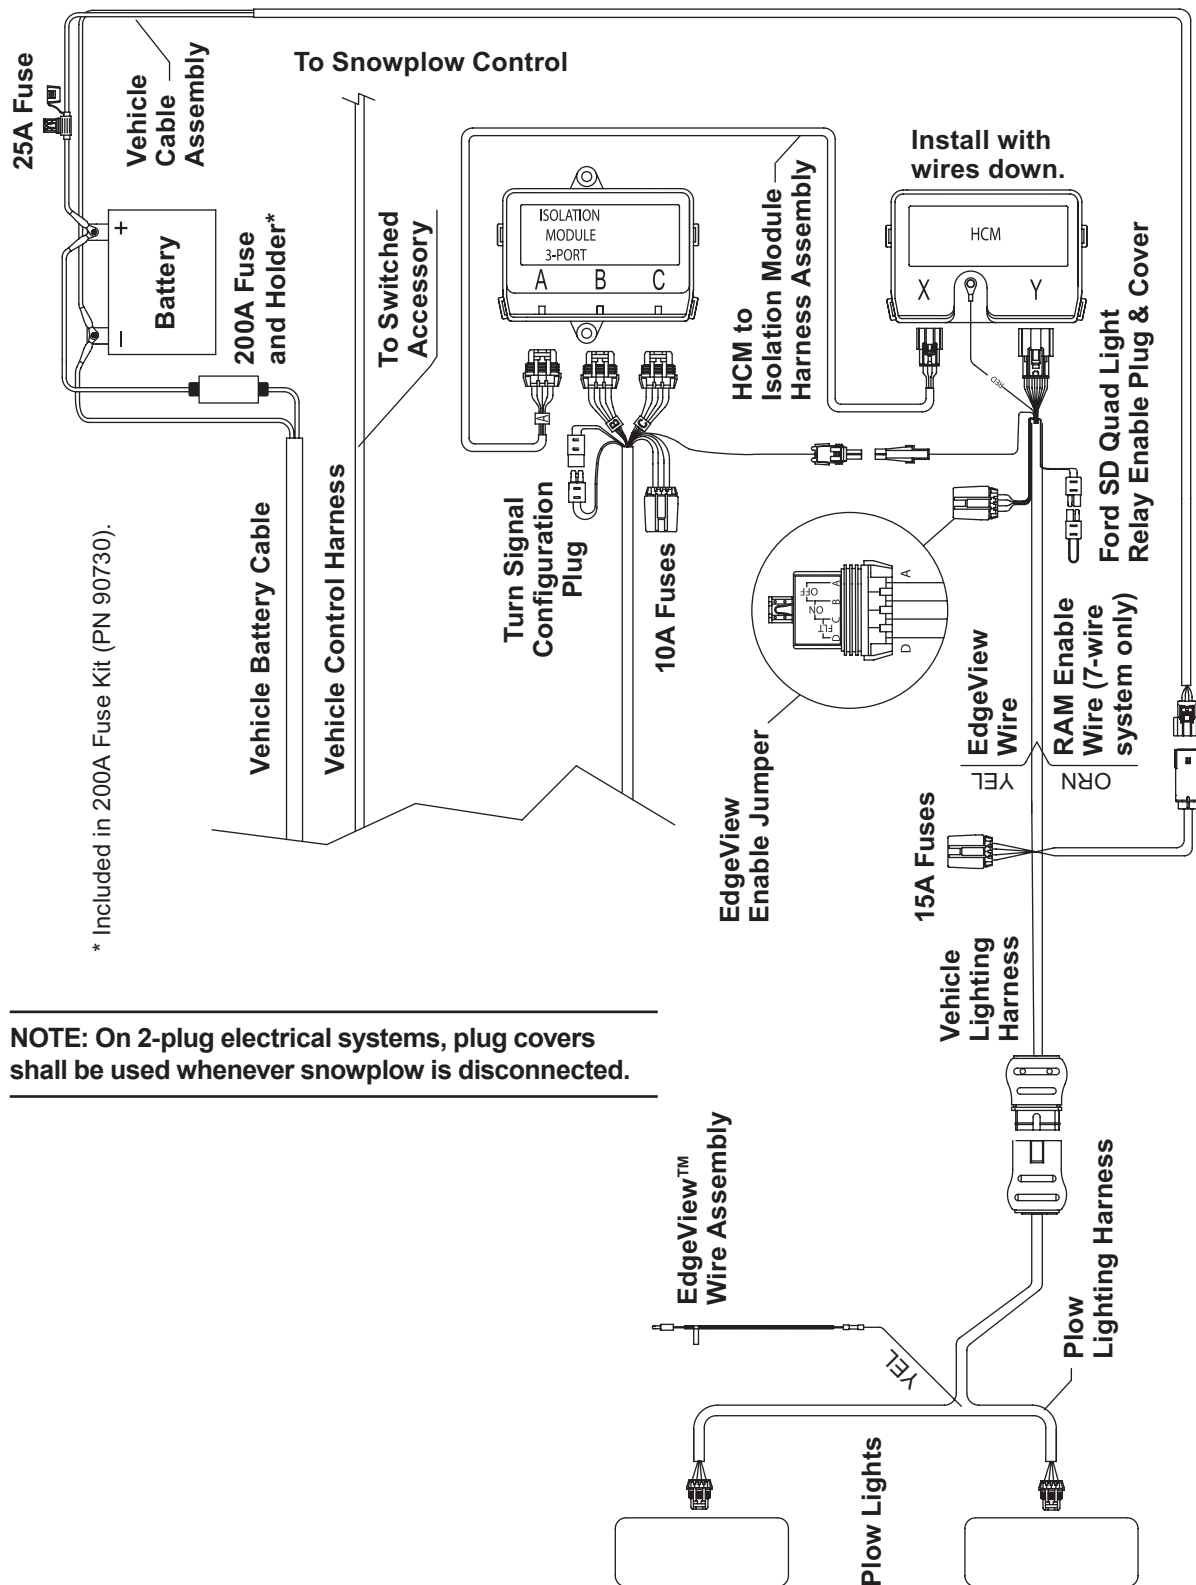 To Snowplow Control
25A Fuse
Vehicle
Cable
Assembly
+
–
Battery
200A Fuse
and Holder*
To Switched
Accessory
ISOLATION
MODULE
3-PORT
A B C
HCM to
Isolation Module
Harness Assembly
Install with
wires down.
HCM
X Y
RED
A
B
C
Turn Signal
Configuration
Plug
10A Fuses
Ford SD Quad Light
Relay Enable Plug & Cover
Vehicle Battery Cable
Vehicle Control Harness
* Included in 200A Fuse Kit (PN 90730).
A
D
OFF
ON
FLT
A
B
C
D
EdgeView
Enable Jumper
EdgeView
Wire
YEL
RAM Enable
Wire (7-wire
system only)
ORN
15A Fuses
Vehicle
Lighting
Harness
NOTE: On 2-plug electrical systems, plug covers
shall be used whenever snowplow is disconnected.
EdgeView™
Wire Assembly
YEL
Plow
Lighting Harness
Plow Lights